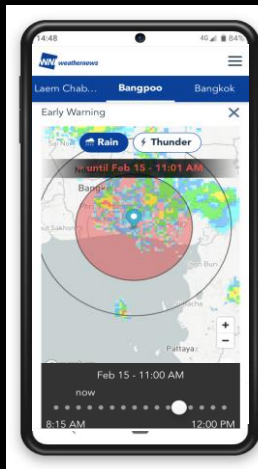 14:48 4G 84%
WNI weathernews
Laem Chab... Bangpoo Bangkok
Early Warning
Rain Thunder
until Feb 15 - 11:01 AM
Pattaya
+
−
Feb 15 - 11:00 AM
now
8:15 AM 12:00 PM